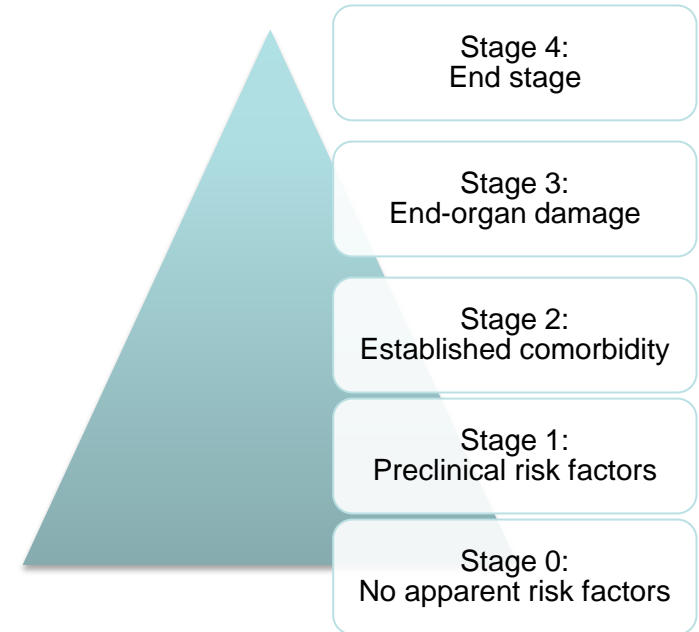 Stage 4:
End stage
Stage 3:
End-organ damage
Stage 2:
Established comorbidity
Stage 1:
Preclinical risk factors
Stage 0:
No apparent risk factors